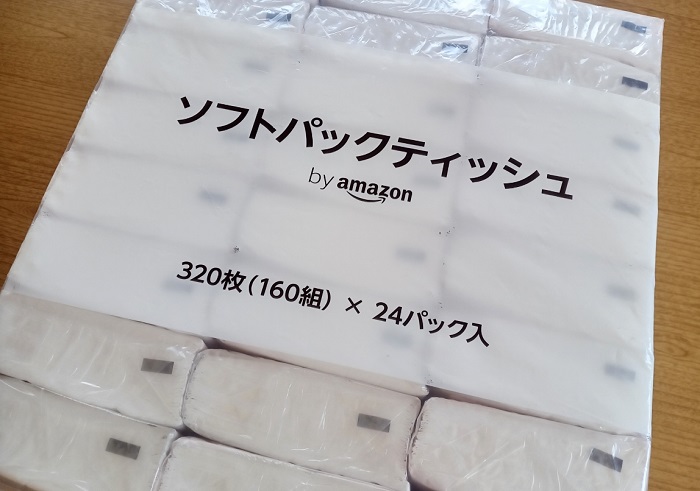 ソフトパックティッシュ
by amazon
320枚(160組) × 24パック入